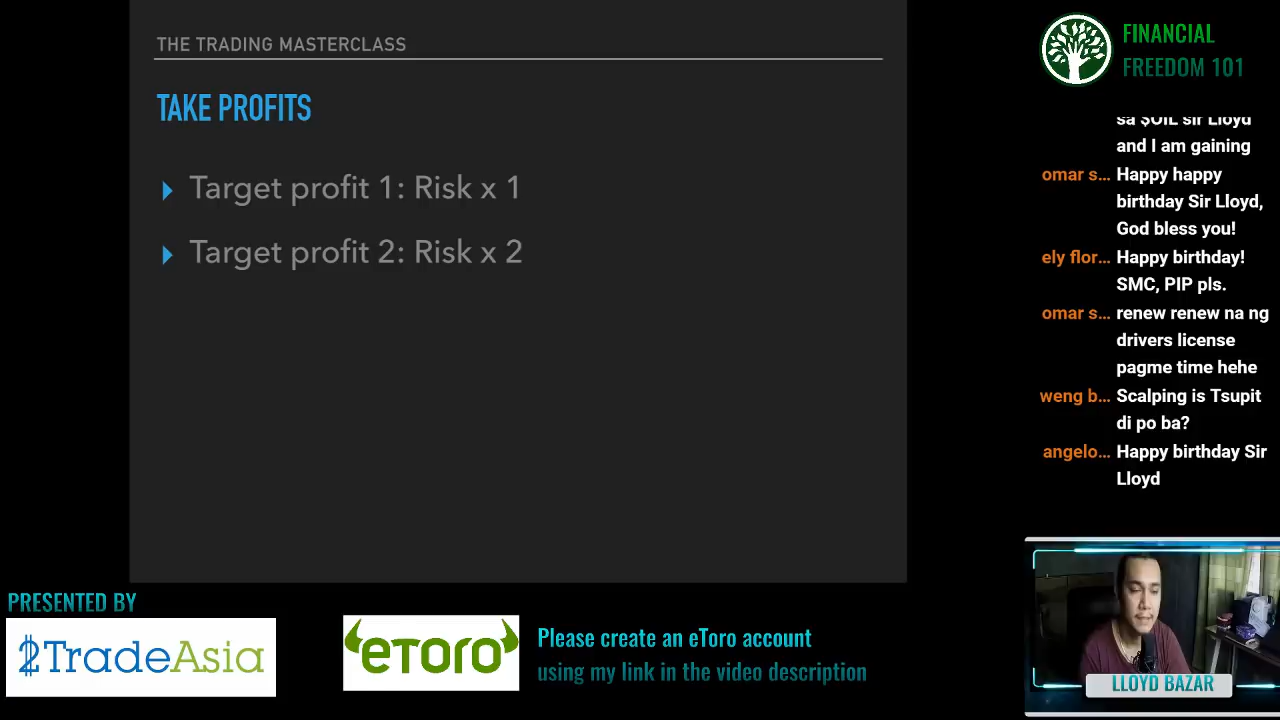 THE TRADING MASTERCLASS
TAKE PROFITS
Target profit 1: Risk x 1
Target profit 2: Risk x 2
FINANCIAL
FREEDOM 101
sa $OIL sir Lloyd
and I am gaining
omar s... Happy happy
birthday Sir Lloyd,
God bless you!
ely flor... Happy birthday!
SMC, PIP pls.
omar s... renew renew na ng
drivers license
pagme time hehe
weng b... Scalping is Tsupit
di po ba?
angelo... Happy birthday Sir
Lloyd
PRESENTED BY
2TradeAsia
eToro
Please create an eToro account
using my link in the video description
LLOYD BAZAR